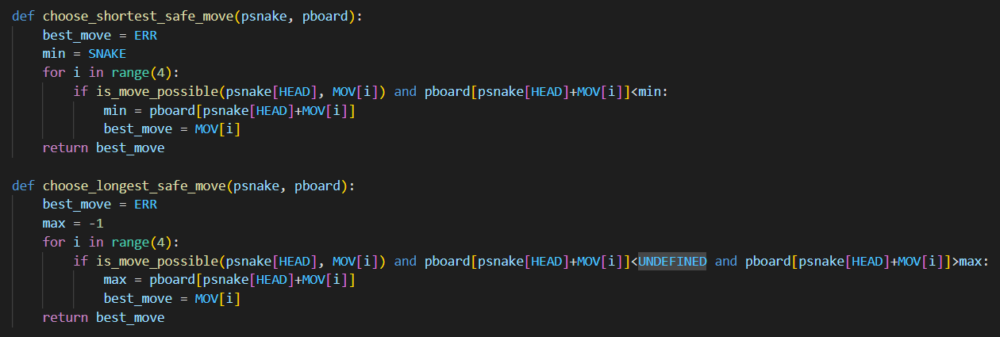 def choose_shortest_safe_move(psnake, pboard):
    best_move = ERR
    min = SNAKE
    for i in range(4):
        if is_move_possible(psnake[HEAD], MOV[i]) and pboard[psnake[HEAD]+MOV[i]]<min:
            min = pboard[psnake[HEAD]+MOV[i]]
            best_move = MOV[i]
    return best_move

def choose_longest_safe_move(psnake, pboard):
    best_move = ERR
    max = -1
    for i in range(4):
        if is_move_possible(psnake[HEAD], MOV[i]) and pboard[psnake[HEAD]+MOV[i]]<UNDEFINED and pboard[psnake[HEAD]+MOV[i]]>max:
            max = pboard[psnake[HEAD]+MOV[i]]
            best_move = MOV[i]
    return best_move